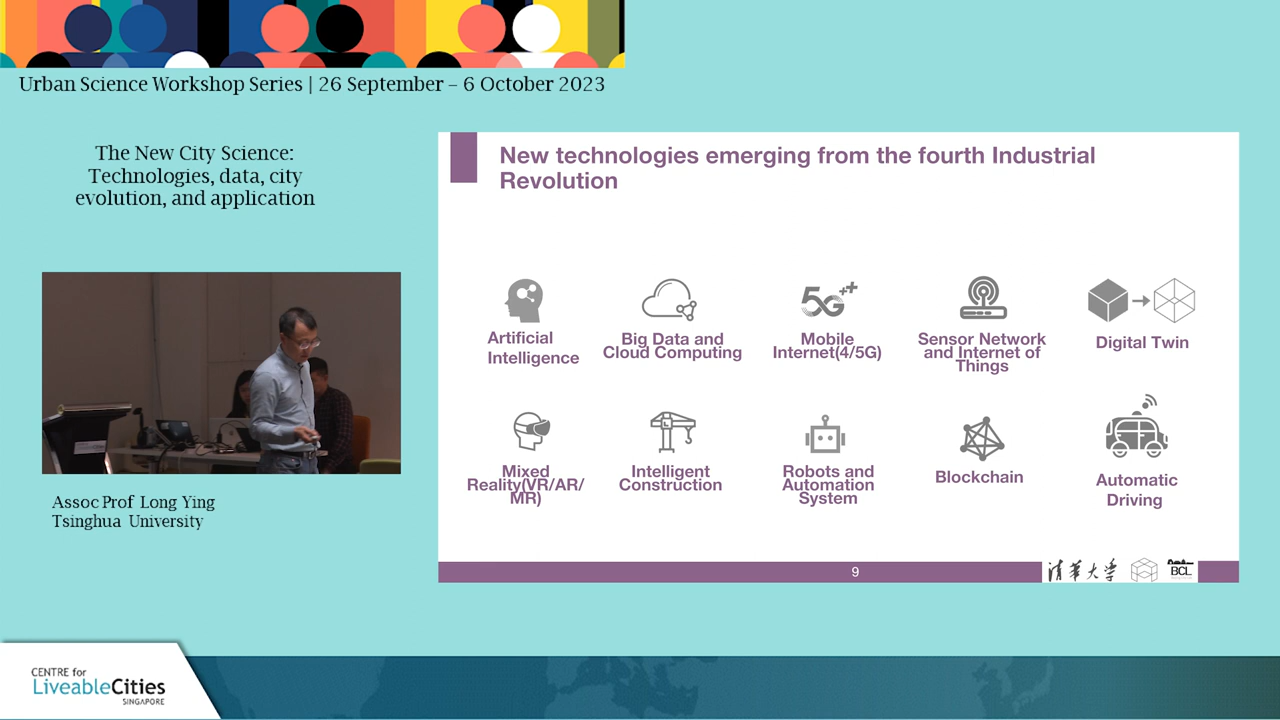 Urban Science Workshop Series | 26 September – 6 October 2023
The New City Science:
Technologies, data, city
evolution, and application
Assoc Prof Long Ying
Tsinghua University
New technologies emerging from the fourth Industrial
Revolution
Artificial
Intelligence
Big Data and
Cloud Computing
5G++
Mobile
Internet(4/5G)
Sensor Network
and Internet of
Things
Digital Twin
Mixed
Reality(VR/AR/
MR)
Intelligent
Construction
Robots and
Automation
System
Blockchain
Automatic
Driving
9
清华大学
BCL
CENTRE for
LiveableCities
SINGAPORE